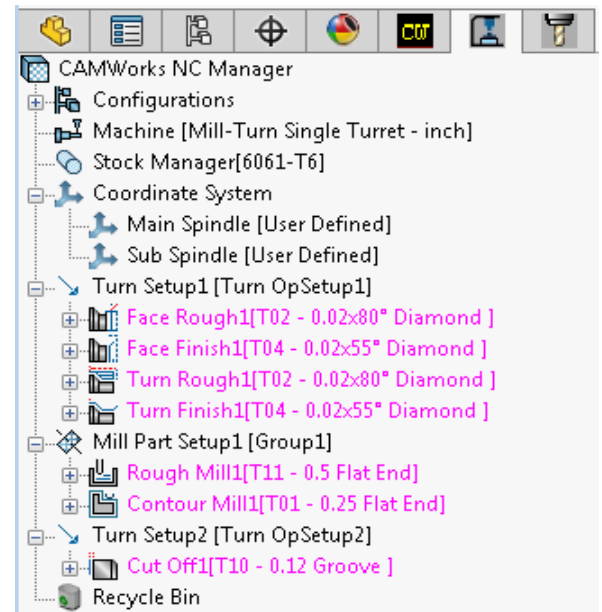 CW
CAMWorks NC Manager
Configurations
Machine [Mill-Turn Single Turret - inch]
Stock Manager[6061-T6]
Coordinate System
Main Spindle [User Defined]
Sub Spindle [User Defined]
Turn Setup1 [Turn OpSetup1]
Face Rough1[T02 - 0.02x80° Diamond ]
Face Finish1[T04 - 0.02x55° Diamond ]
Turn Rough1[T02 - 0.02x80° Diamond ]
Turn Finish1[T04 - 0.02x55° Diamond ]
Mill Part Setup1 [Group1]
Rough Mill1[T11 - 0.5 Flat End]
Contour Mill1[T01 - 0.25 Flat End]
Turn Setup2 [Turn OpSetup2]
Cut Off1[T10 - 0.12 Groove ]
Recycle Bin